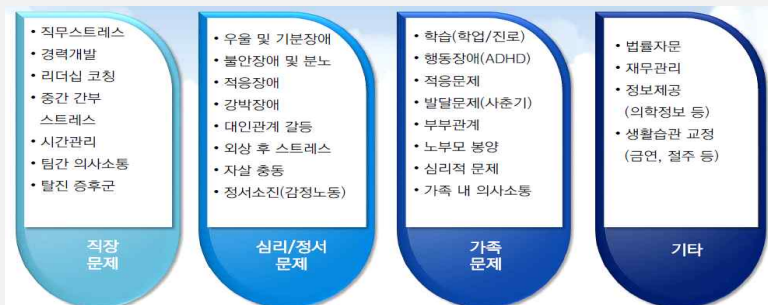 • 직무스트레스
• 경력개발
• 리더십 코칭
• 중간 간부
스트레스
• 시간관리
• 팀간 의사소통
• 탈진 증후군
직장
문제
• 우울 및 기분장애
• 불안장애 및 분노
• 적응장애
• 강박장애
• 대인관계 갈등
• 외상 후 스트레스
• 자살 충동
• 정서소진(감정노동)
심리/정서
문제
• 학습(학업/진로)
• 행동장애(ADHD)
• 적응문제
• 발달문제(사춘기)
• 부부관계
• 노부모 봉양
• 심리적 문제
• 가족 내 의사소통
가족
문제
• 법률자문
• 재무관리
• 정보제공
(의학정보 등)
• 생활습관 교정
(금연, 절주 등)
기타